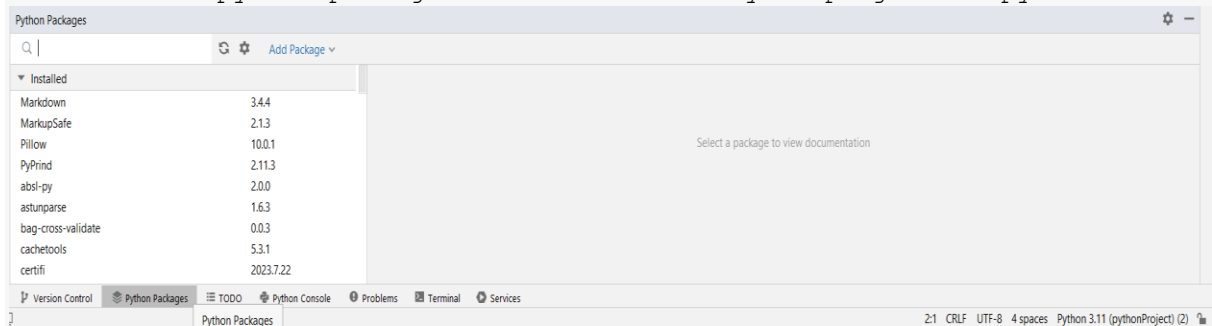 Python Packages
Add Package
Installed
Markdown 3.4.4
MarkupSafe 2.1.3
Pillow 10.0.1
PyPrind 2.11.3
absl-py 2.0.0
astunparse 1.6.3
bag-cross-validate 0.0.3
cachetools 5.3.1
certifi 2023.7.22
Select a package to view documentation
Version Control Python Packages TODO Python Console Problems Terminal Services
Python Packages
2:1 CRLF UTF-8 4 spaces Python 3.11 (pythonProject) (2)